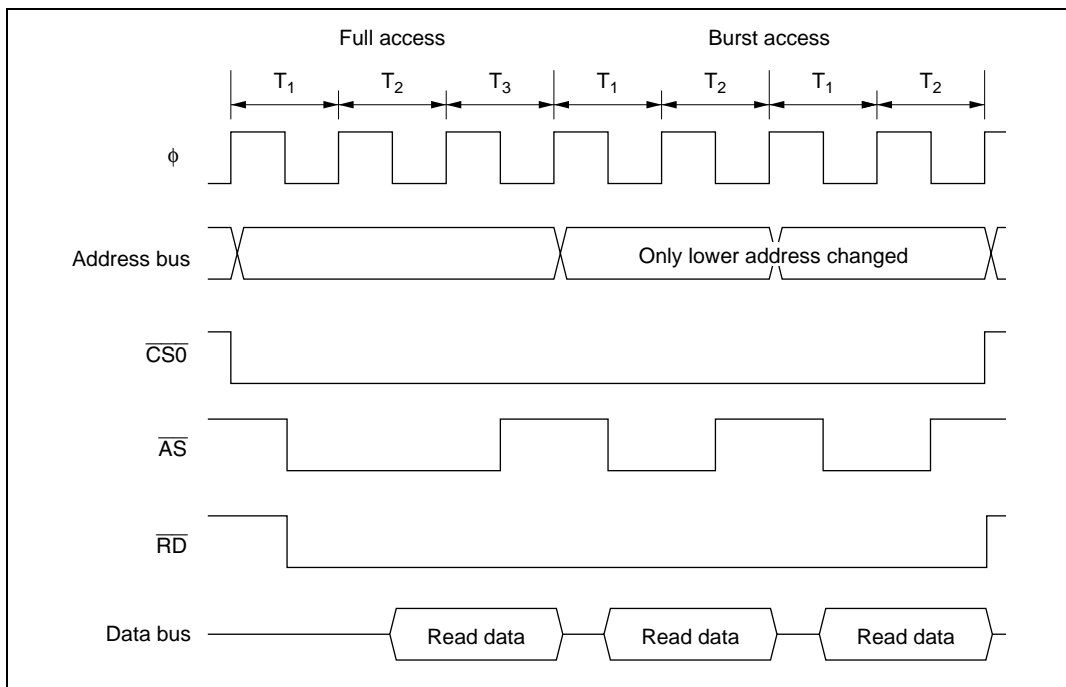 Full access Burst access
T1 T2 T3 T1 T2 T1 T2
ϕ
Address bus Only lower address changed
CS0
AS
RD
Data bus Read data Read data Read data